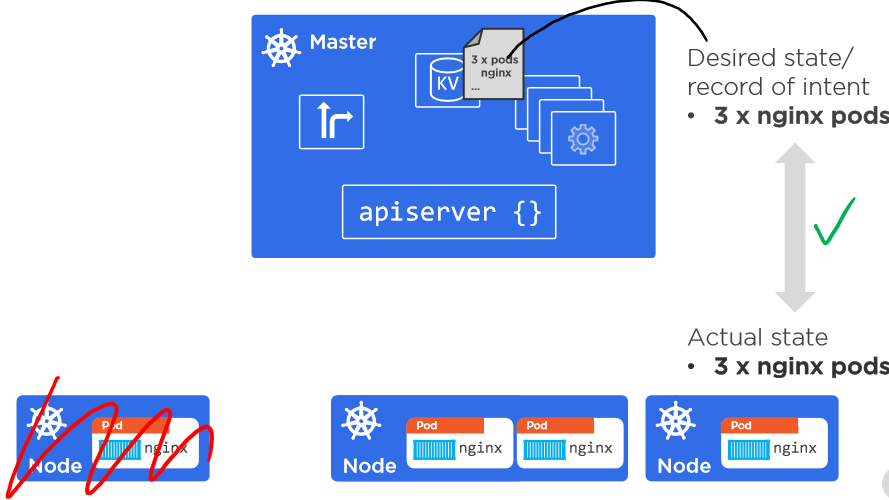 Master
3 x pods
nginx
...
KV
apiserver {}
Desired state/
record of intent
• 3 x nginx pods
Actual state
• 3 x nginx pods
Pod
nginx
Node
Pod
nginx
Pod
nginx
Node
Pod
nginx
Node